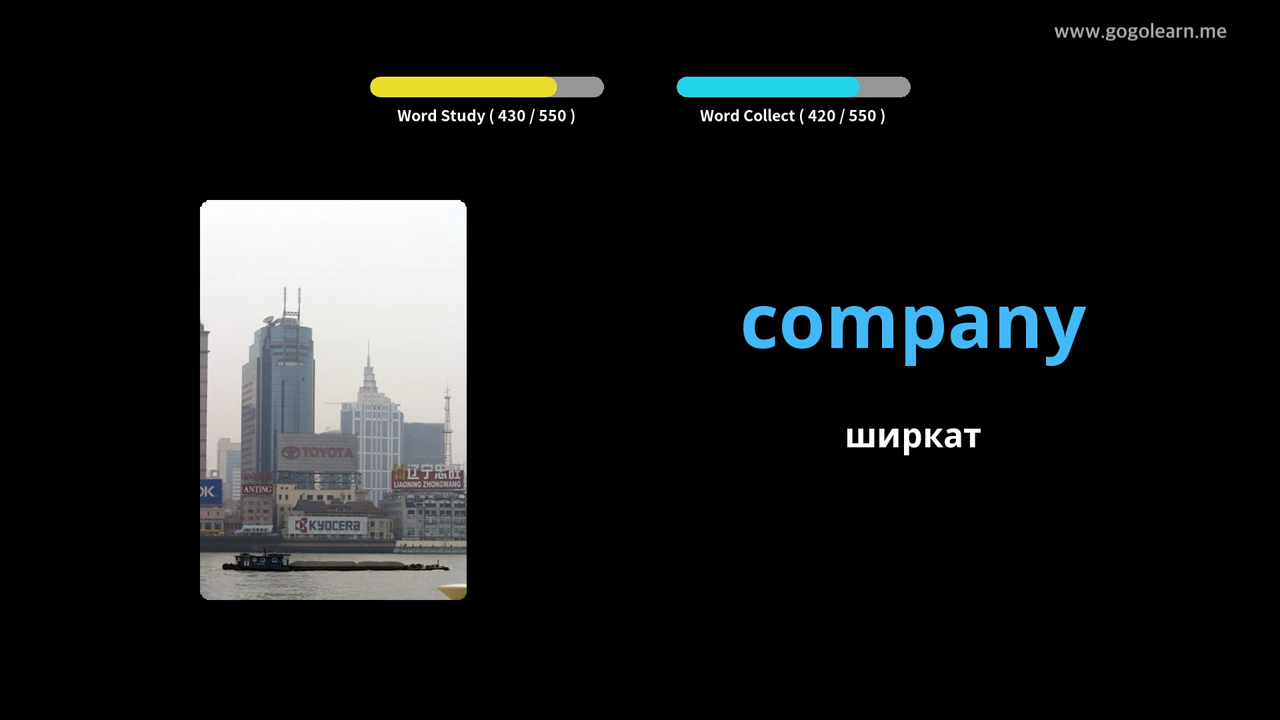 www.gogolearn.me
Word Study ( 430 / 550 )
Word Collect ( 420 / 550 )
company
ширкат
TOYOTA
辽宁忠旺
LIAONING ZHONGWANG
OK
ANTING
KYOCERA